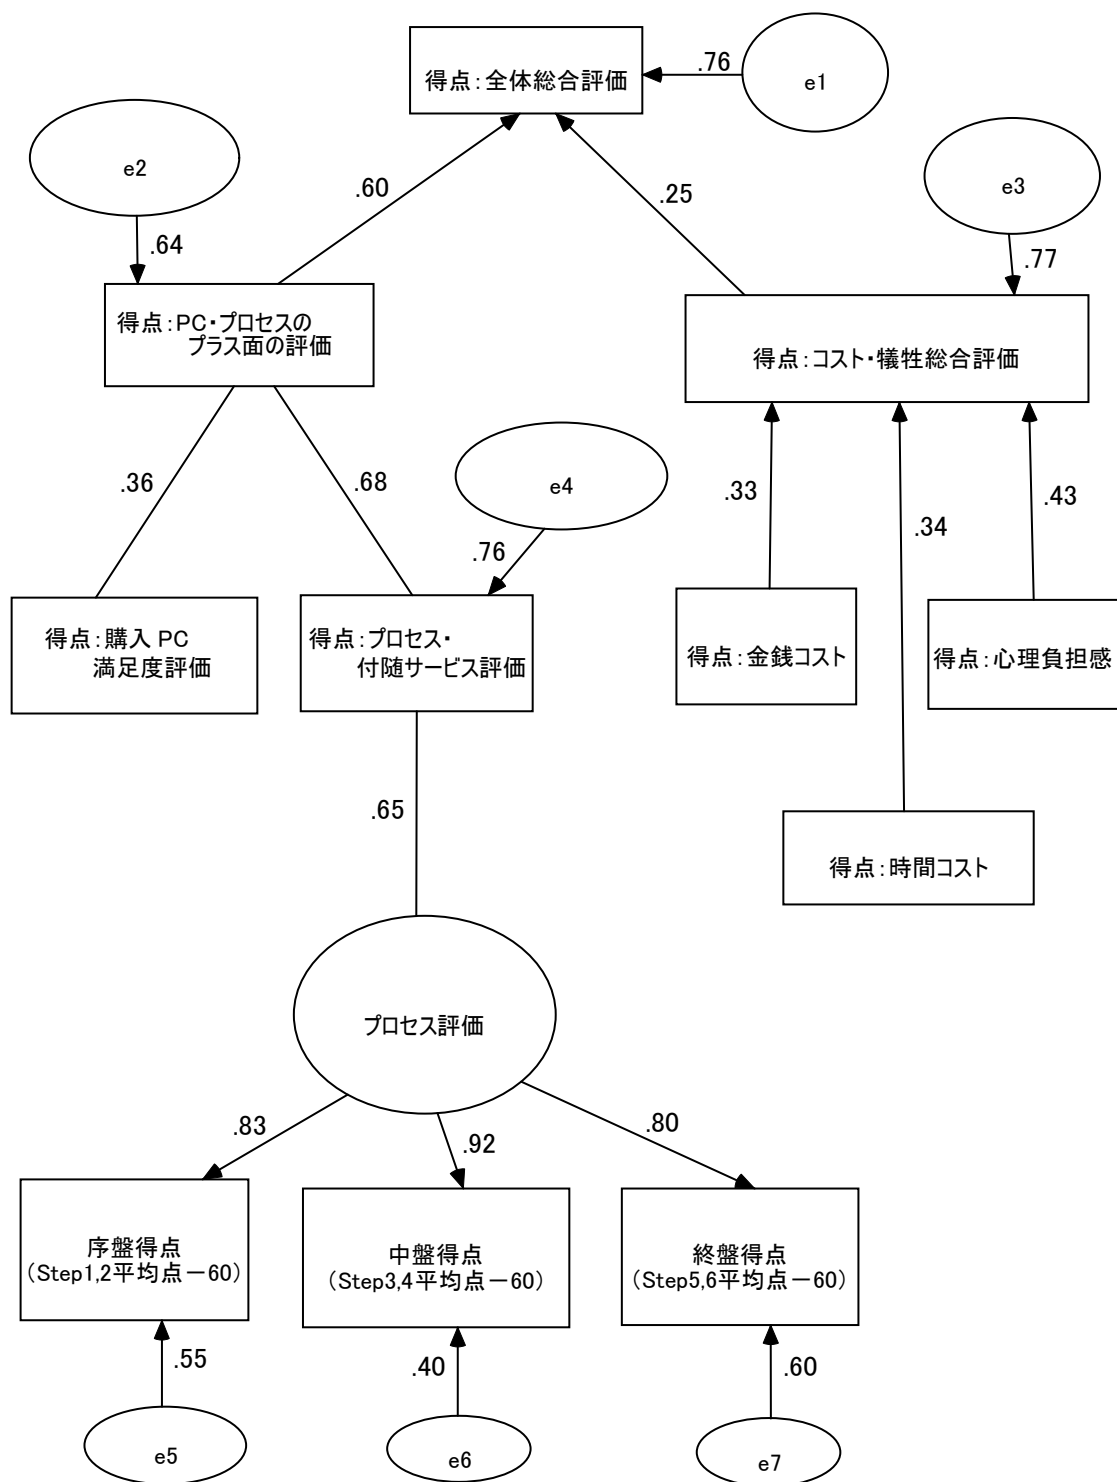 得点：全体総合評価
.76
e1
e2
.60
.25
e3
.64
.77
得点：PC・プロセスの
プラス面の評価
得点：コスト・犠牲総合評価
.36
.68
e4
.33
.34
.43
.76
得点：購入 PC
満足度評価
得点：プロセス・
付随サービス評価
得点：金銭コスト
得点：心理負担感
.65
得点：時間コスト
プロセス評価
.83
.92
.80
序盤得点
（Step1,2平均点－60）
中盤得点
（Step3,4平均点－60）
終盤得点
（Step5,6平均点－60）
.55
.40
.60
e5
e6
e7